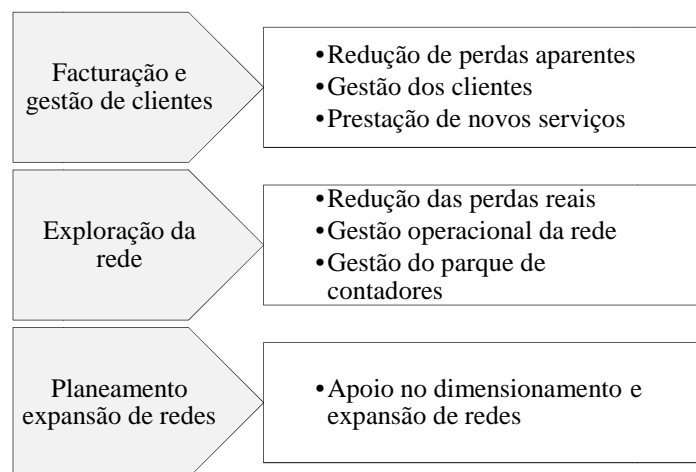 Facturação e
gestão de clientes
•Redução de perdas aparentes
•Gestão dos clientes
•Prestação de novos serviços
Exploração da
rede
•Redução das perdas reais
•Gestão operacional da rede
•Gestão do parque de
contadores
Planeamento
expansão de redes
•Apoio no dimensionamento e
expansão de redes